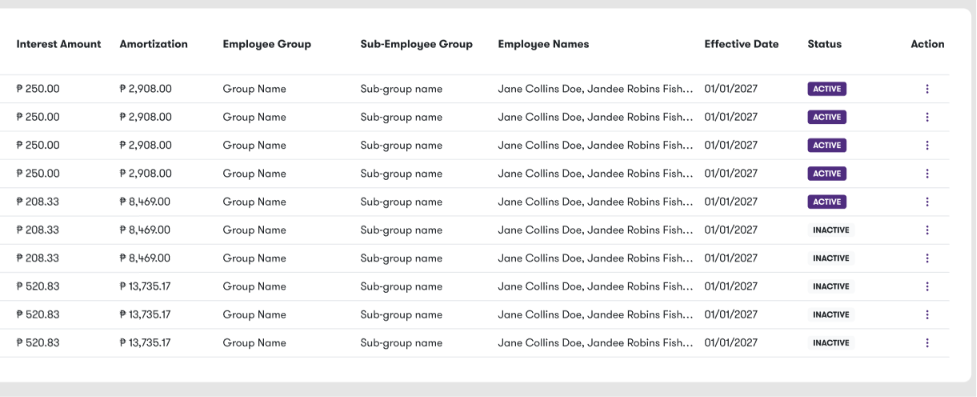 Interest Amount Amortization Employee Group Sub-Employee Group Employee Names Effective Date Status Action
₱ 250.00 ₱ 2,908.00 Group Name Sub-group name Jane Collins Doe, Jandee Robins Fish... 01/01/2027 ACTIVE
₱ 250.00 ₱ 2,908.00 Group Name Sub-group name Jane Collins Doe, Jandee Robins Fish... 01/01/2027 ACTIVE
₱ 250.00 ₱ 2,908.00 Group Name Sub-group name Jane Collins Doe, Jandee Robins Fish... 01/01/2027 ACTIVE
₱ 250.00 ₱ 2,908.00 Group Name Sub-group name Jane Collins Doe, Jandee Robins Fish... 01/01/2027 ACTIVE
₱ 208.33 ₱ 8,469.00 Group Name Sub-group name Jane Collins Doe, Jandee Robins Fish... 01/01/2027 ACTIVE
₱ 208.33 ₱ 8,469.00 Group Name Sub-group name Jane Collins Doe, Jandee Robins Fish... 01/01/2027 INACTIVE
₱ 208.33 ₱ 8,469.00 Group Name Sub-group name Jane Collins Doe, Jandee Robins Fish... 01/01/2027 INACTIVE
₱ 520.83 ₱ 13,735.17 Group Name Sub-group name Jane Collins Doe, Jandee Robins Fish... 01/01/2027 INACTIVE
₱ 520.83 ₱ 13,735.17 Group Name Sub-group name Jane Collins Doe, Jandee Robins Fish... 01/01/2027 INACTIVE
₱ 520.83 ₱ 13,735.17 Group Name Sub-group name Jane Collins Doe, Jandee Robins Fish... 01/01/2027 INACTIVE